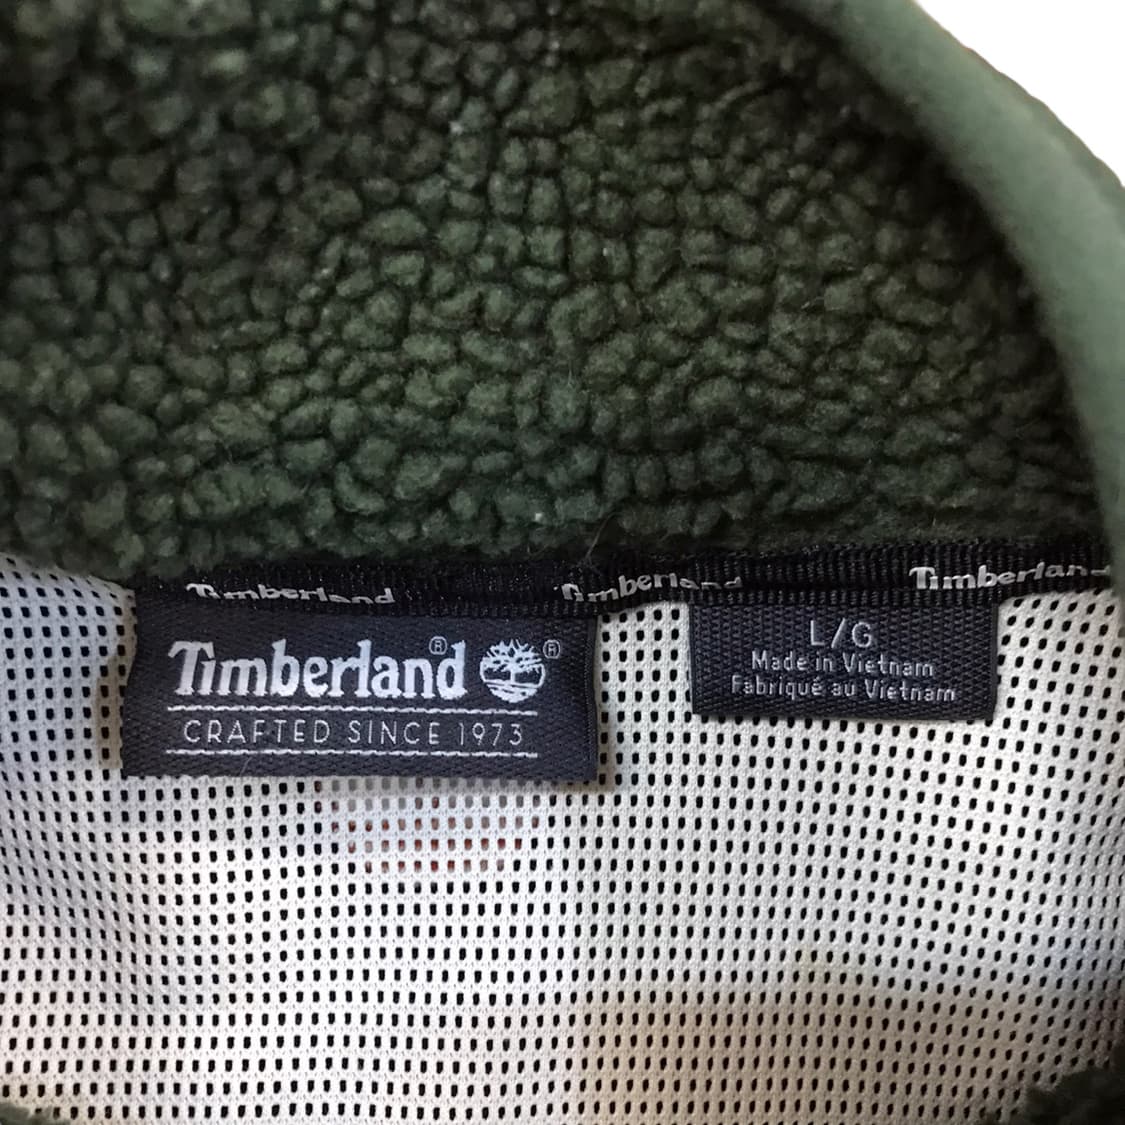 Timberland Timberland Timberland
Timberland® ®
CRAFTED SINCE 1973
L/G
Made in Vietnam
Fabriqué au Vietnam